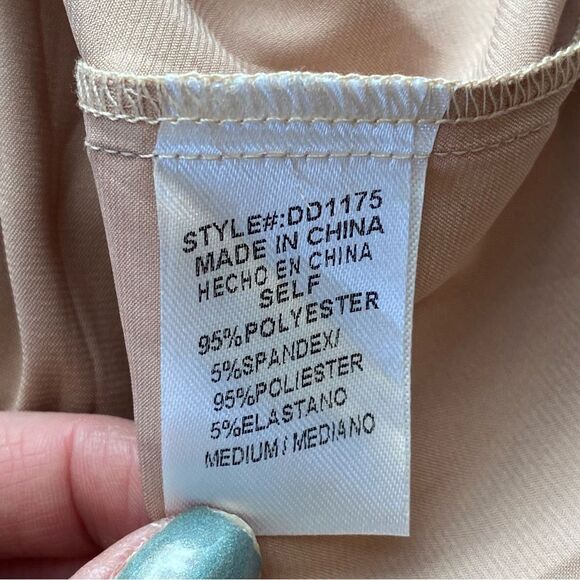 STYLE#:DD1175
MADE IN CHINA
HECHO EN CHINA
SELF
95%POLYESTER
5%SPANDEX/
95%POLIESTER
5%ELASTANO
MEDIUM / MEDIANO